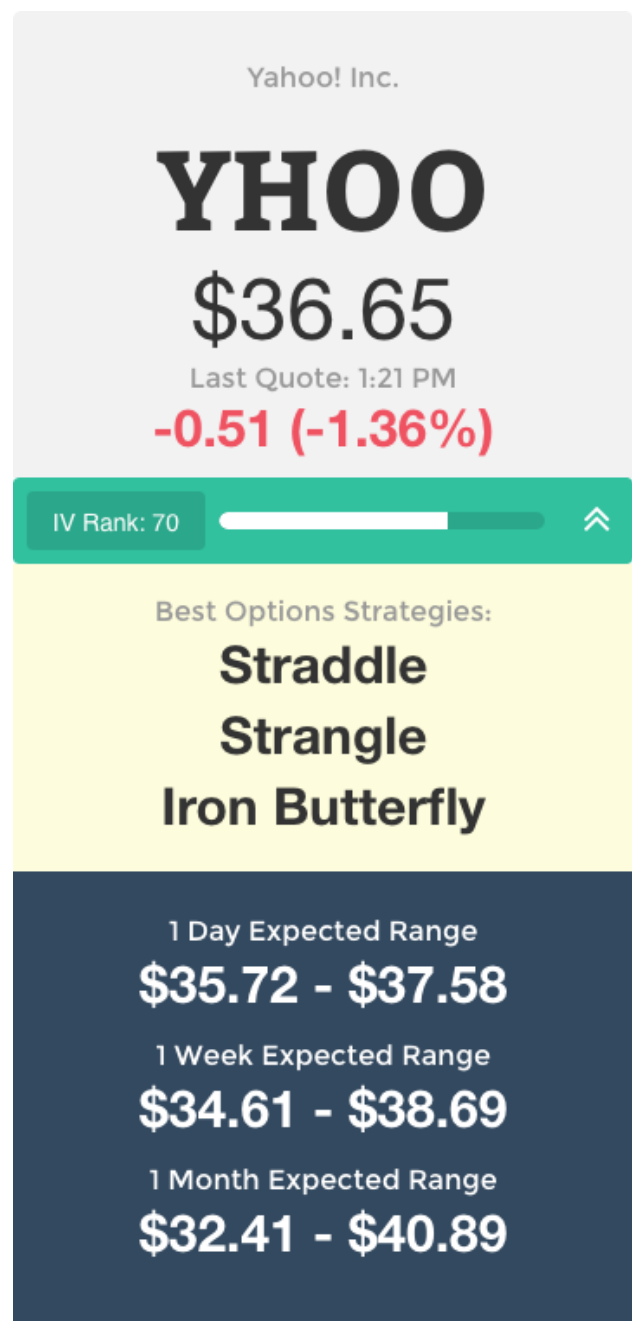 Yahoo! Inc.
YHOO
$36.65
Last Quote: 1:21 PM
-0.51 (-1.36%)
IV Rank: 70
Best Options Strategies:
Straddle
Strangle
Iron Butterfly
1 Day Expected Range
$35.72 - $37.58
1 Week Expected Range
$34.61 - $38.69
1 Month Expected Range
$32.41 - $40.89